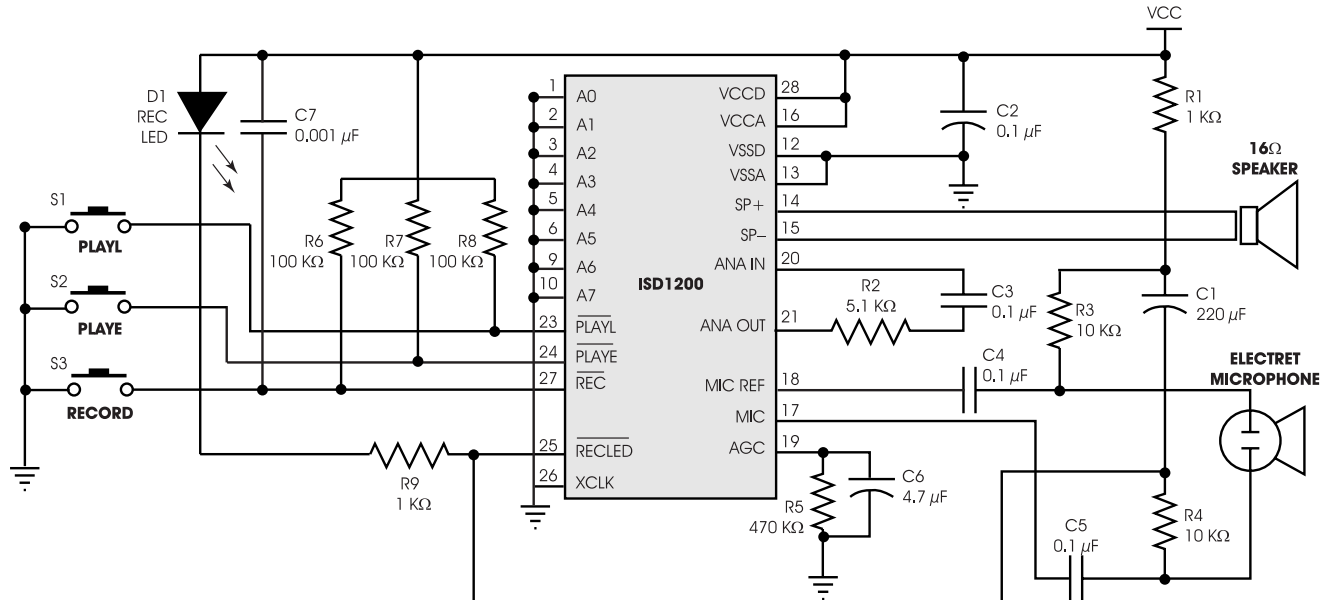 VCC
D1
REC
LED
C7
0.001 µF
1 A0
2 A1
3 A2
4 A3
5 A4
6 A5
9 A6
10 A7
23 PLAYL
24 PLAYE
27 REC
25 RECLED
26 XCLK
ISD1200
VCCD 28
VCCA 16
VSSD 12
VSSA 13
SP+ 14
SP– 15
ANA IN 20
ANA OUT 21
MIC REF 18
MIC 17
AGC 19
C2
0.1 µF
R1
1 KΩ
16Ω
SPEAKER
S1
PLAYL
S2
PLAYE
S3
RECORD
R6
100 KΩ
R7
100 KΩ
R8
100 KΩ
R2
5.1 KΩ
C3
0.1 µF
R3
10 KΩ
C1
220 µF
C4
0.1 µF
ELECTRET
MICROPHONE
R9
1 KΩ
R5
470 KΩ
C6
4.7 µF
C5
0.1 µF
R4
10 KΩ